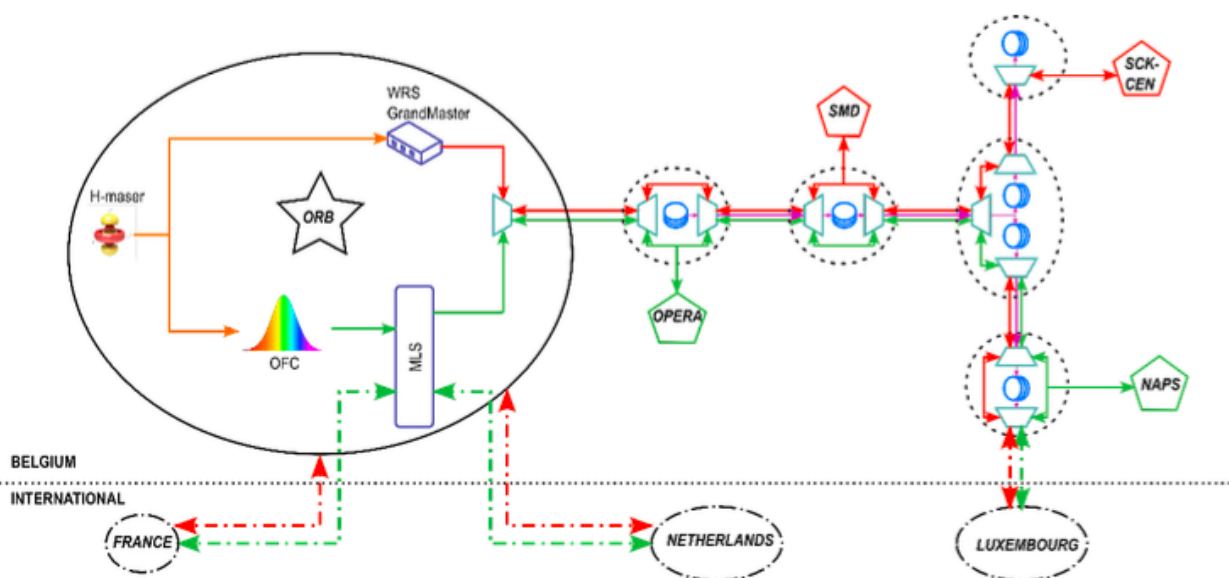 WRS
GrandMaster
H-maser
ORB
OFC
MLS
OPERA
SMD
SCK-
CEN
NAPS
BELGIUM
INTERNATIONAL
FRANCE
NETHERLANDS
LUXEMBOURG